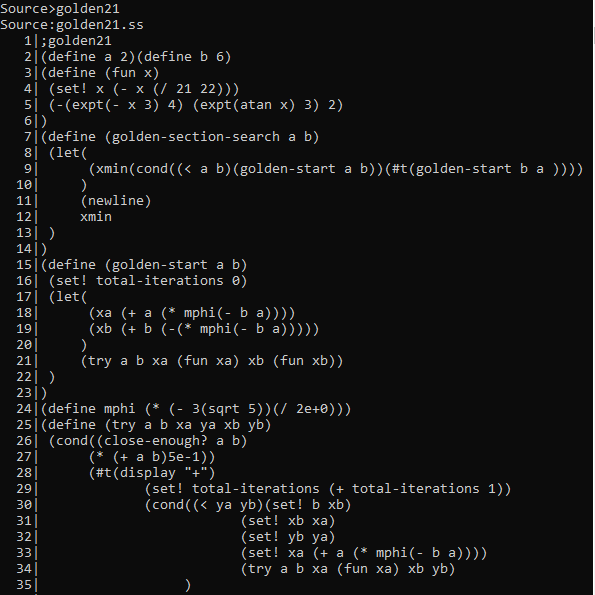 Source>golden21
Source:golden21.ss
1|;golden21
2|(define a 2)(define b 6)
3|(define (fun x)
4| (set! x (- x (/ 21 22)))
5| (-(expt(- x 3) 4) (expt(atan x) 3) 2)
6|)
7|(define (golden-section-search a b)
8| (let(
9|      (xmin(cond((< a b)(golden-start a b))(#t(golden-start b a ))))
10|     )
11|     (newline)
12|     xmin
13| )
14|)
15|(define (golden-start a b)
16| (set! total-iterations 0)
17| (let(
18|      (xa (+ a (* mphi(- b a))))
19|      (xb (+ b (-(* mphi(- b a)))))
20|     )
21|     (try a b xa (fun xa) xb (fun xb))
22| )
23|)
24|(define mphi (* (- 3(sqrt 5))(/ 2e+0)))
25|(define (try a b xa ya xb yb)
26| (cond((close-enough? a b)
27|      (* (+ a b)5e-1))
28|      (#t(display "+")
29|             (set! total-iterations (+ total-iterations 1))
30|             (cond((< ya yb)(set! b xb)
31|                         (set! xb xa)
32|                         (set! yb ya)
33|                         (set! xa (+ a (* mphi(- b a))))
34|                         (try a b xa (fun xa) xb yb)
35|                  )